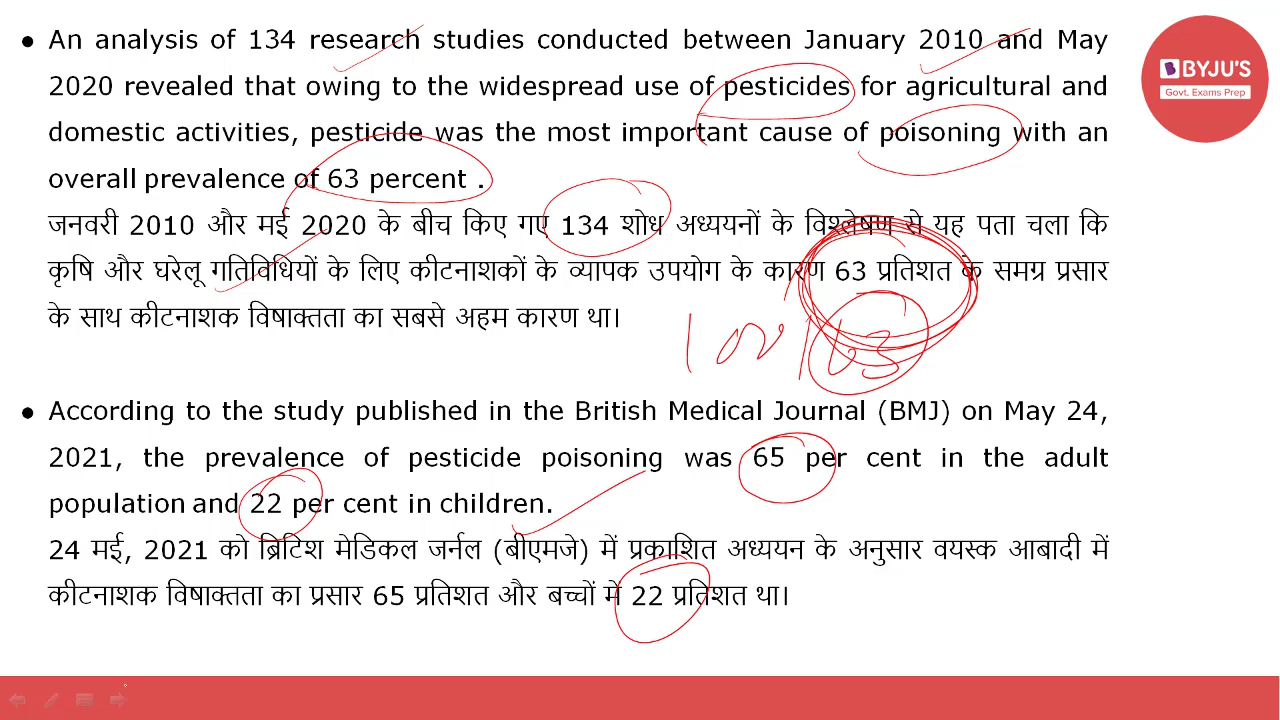 • An analysis of 134 research studies conducted between January 2010 and May
2020 revealed that owing to the widespread use of pesticides for agricultural and
domestic activities, pesticide was the most important cause of poisoning with an
overall prevalence of 63 percent .
जनवरी 2010 और मई 2020 के बीच किए गए 134 शोध अध्ययनों के विश्लेषण से यह पता चला कि
कृषि और घरेलू गतिविधियों के लिए कीटनाशकों के व्यापक उपयोग के कारण 63 प्रतिशत के समग्र प्रसार
के साथ कीटनाशक विषाक्तता का सबसे अहम कारण था।
63
• According to the study published in the British Medical Journal (BMJ) on May 24,
2021, the prevalence of pesticide poisoning was 65 per cent in the adult
population and 22 per cent in children.
24 मई, 2021 को ब्रिटिश मेडिकल जर्नल (बीएमजे) में प्रकाशित अध्ययन के अनुसार वयस्क आबादी में
कीटनाशक विषाक्तता का प्रसार 65 प्रतिशत और बच्चों में 22 प्रतिशत था।
BYJU'S
Govt. Exams Prep